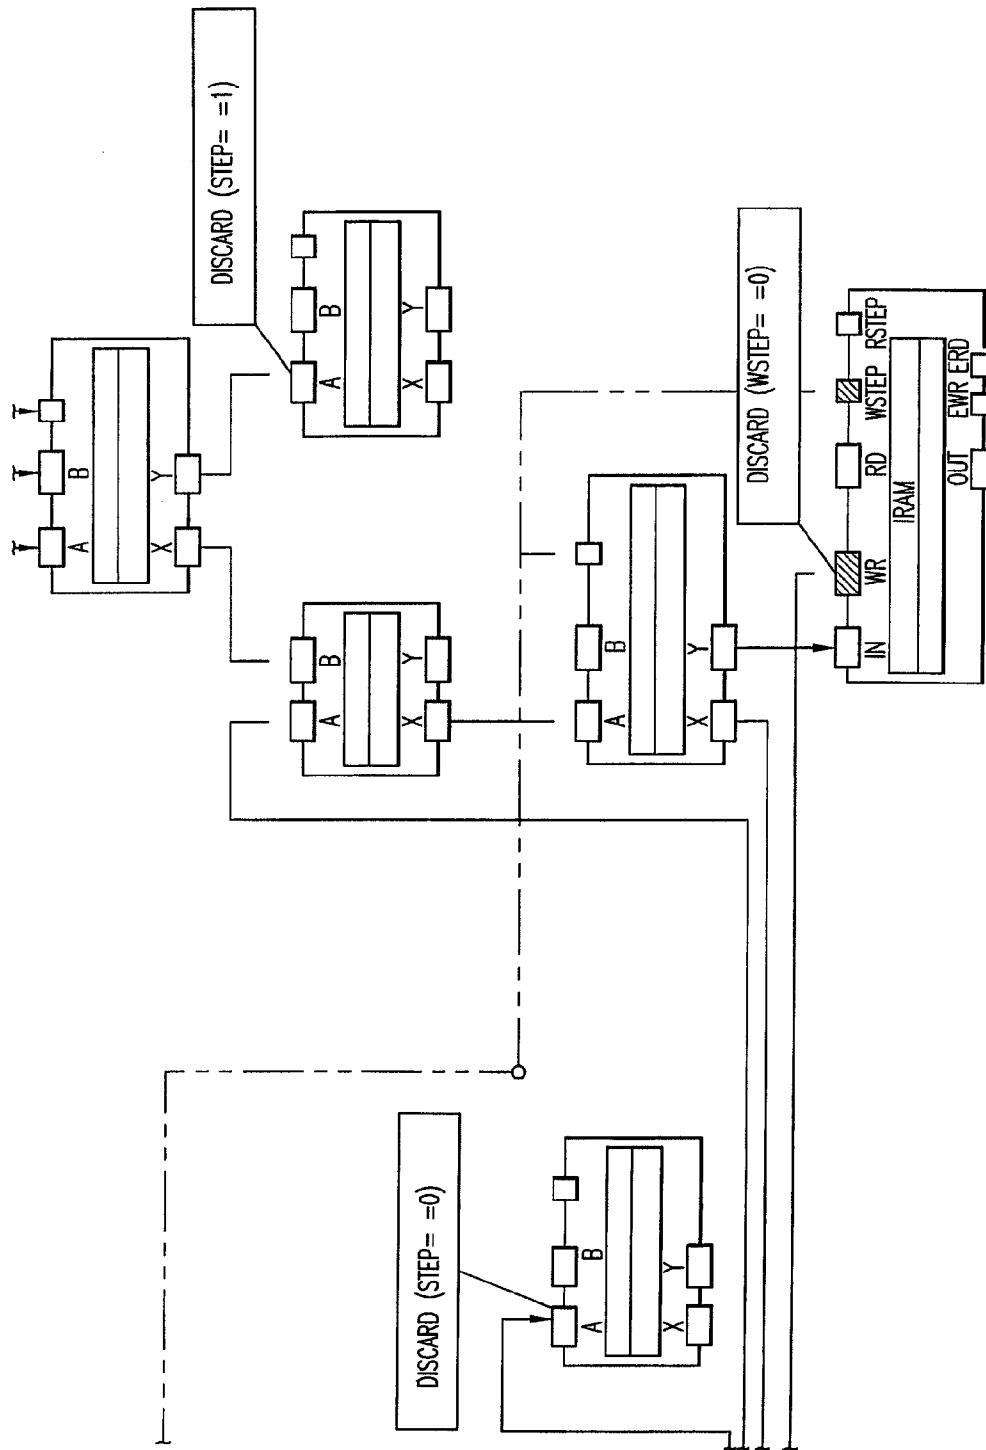 DISCARD (STEP= =0)
A
B
X
Y
A
B
X
Y
A
B
X
Y
DISCARD (WSTEP= =0)
IN
WR
RD
WSTEP
RSTEP
IRAM
OUT
EWR
ERD
A
B
X
Y
DISCARD (STEP= =1)
A
B
X
Y